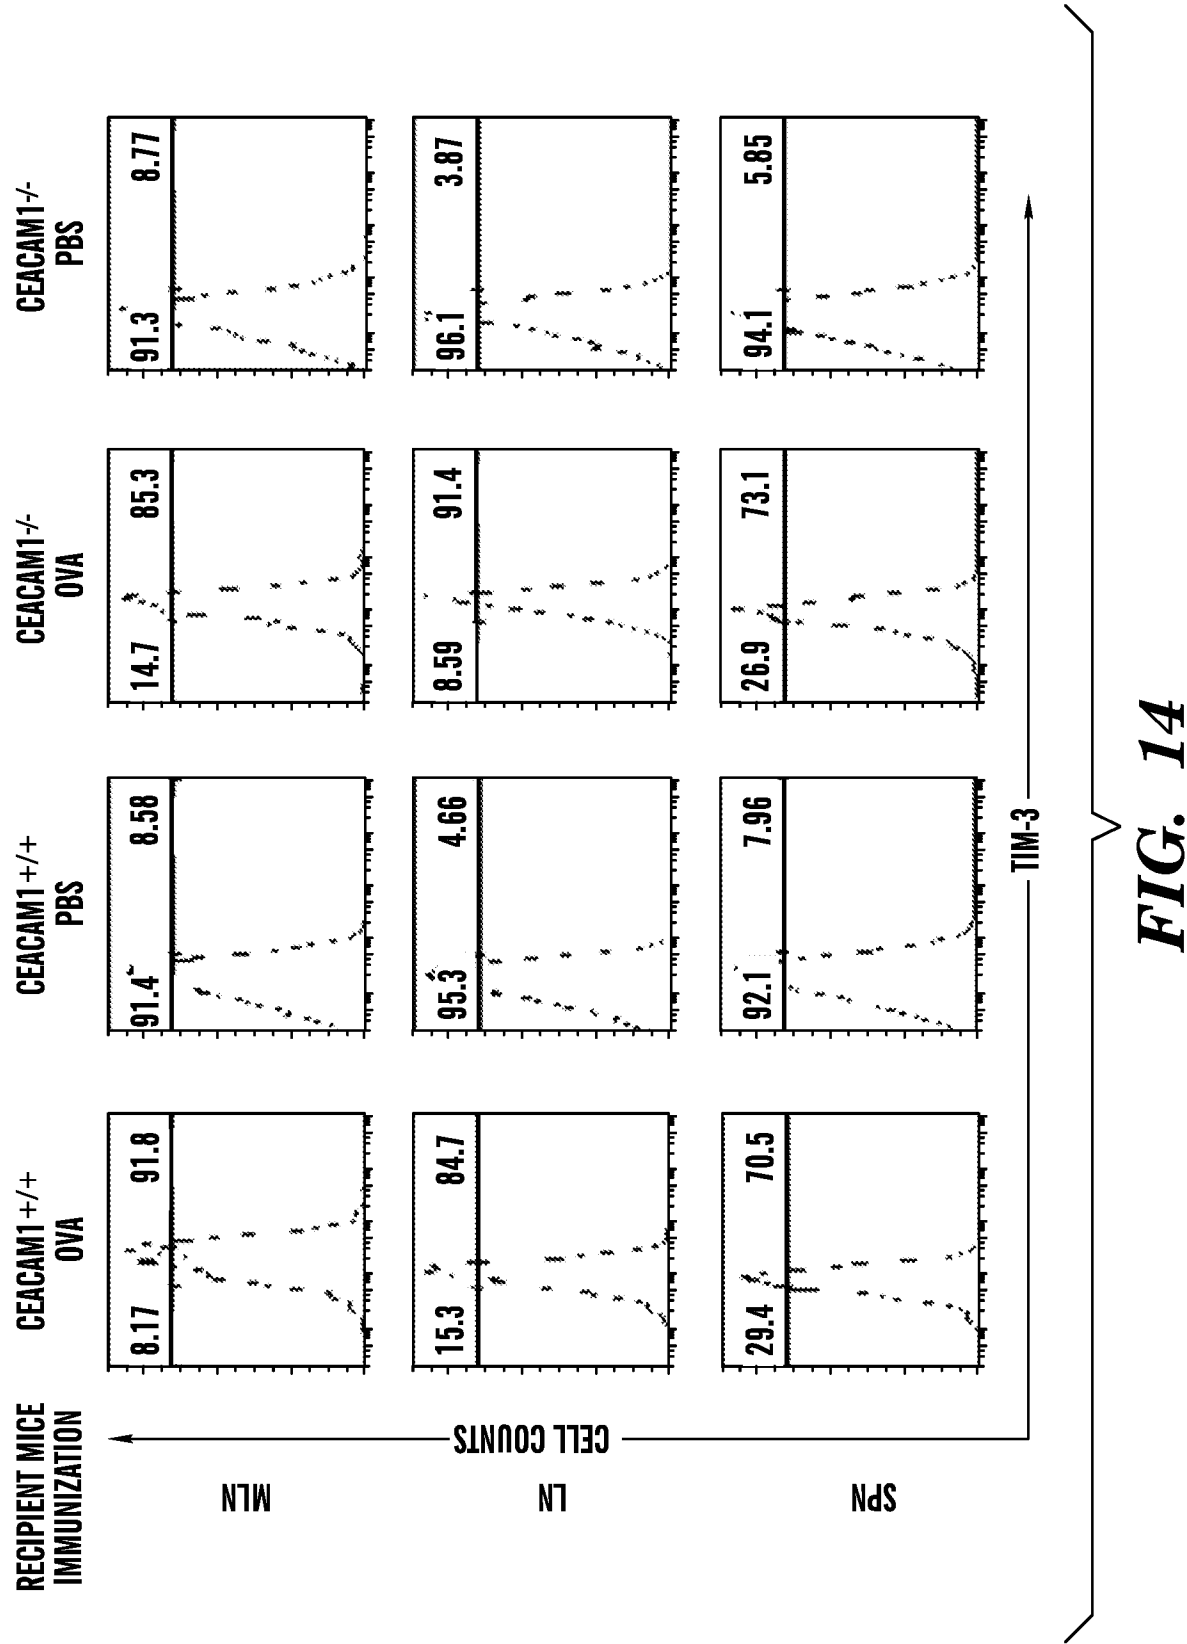 RECIPIENT MICE
IMMUNIZATION
CEACAM1+/+
OVA
CEACAM1+/+
PBS
CEACAM1-/-
OVA
CEACAM1-/-
PBS
MLN
8.17 91.8
91.4 8.58
14.7 85.3
91.3 8.77
CELL COUNTS
LN
15.3 84.7
95.3 4.66
8.59 91.4
96.1 3.87
SPN
29.4 70.5
92.1 7.96
26.9 73.1
94.1 5.85
TIM-3
FIG. 14